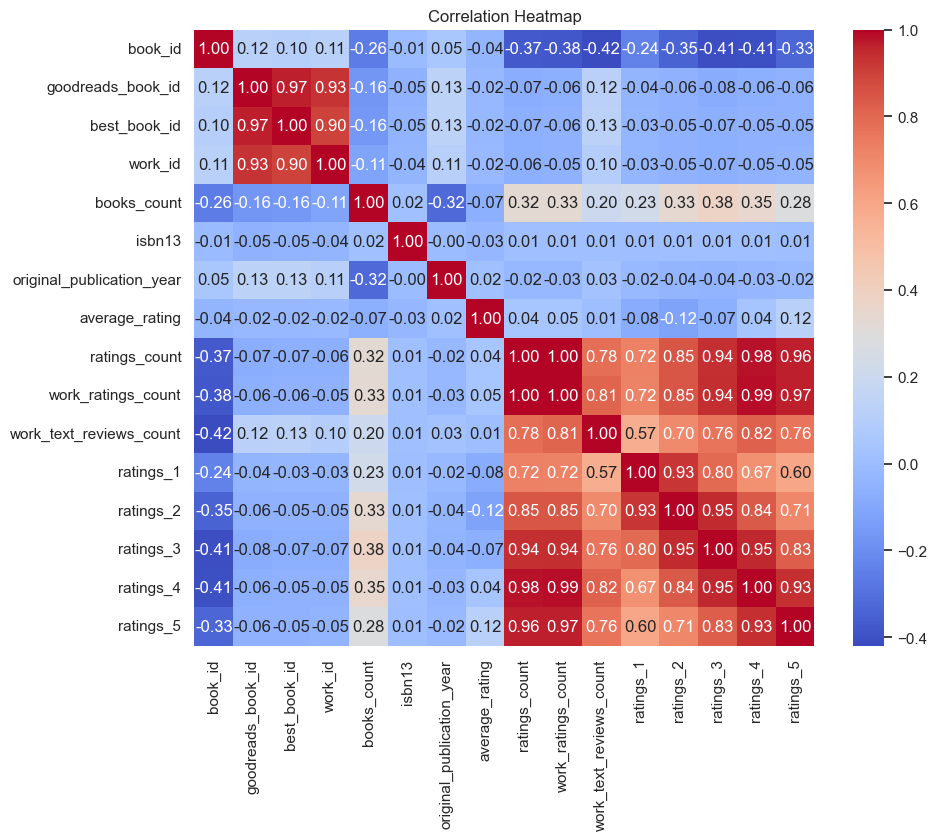 Correlation Heatmap
book_id 1.00 0.12 0.10 0.11 -0.26 -0.01 0.05 -0.04 -0.37 -0.38 -0.42 -0.24 -0.35 -0.41 -0.41 -0.33
goodreads_book_id 0.12 1.00 0.97 0.93 -0.16 -0.05 0.13 -0.02 -0.07 -0.06 0.12 -0.04 -0.06 -0.08 -0.06 -0.06
best_book_id 0.10 0.97 1.00 0.90 -0.16 -0.05 0.13 -0.02 -0.07 -0.06 0.13 -0.03 -0.05 -0.07 -0.05 -0.05
work_id 0.11 0.93 0.90 1.00 -0.11 -0.04 0.11 -0.02 -0.06 -0.05 0.10 -0.03 -0.05 -0.07 -0.05 -0.05
books_count -0.26 -0.16 -0.16 -0.11 1.00 0.02 -0.32 -0.07 0.32 0.33 0.20 0.23 0.33 0.38 0.35 0.28
isbn13 -0.01 -0.05 -0.05 -0.04 0.02 1.00 -0.00 -0.03 0.01 0.01 0.01 0.01 0.01 0.01 0.01 0.01
original_publication_year 0.05 0.13 0.13 0.11 -0.32 -0.00 1.00 0.02 -0.02 -0.03 0.03 -0.02 -0.04 -0.04 -0.03 -0.02
average_rating -0.04 -0.02 -0.02 -0.02 -0.07 -0.03 0.02 1.00 0.04 0.05 0.01 -0.08 -0.12 -0.07 0.04 0.12
ratings_count -0.37 -0.07 -0.07 -0.06 0.32 0.01 -0.02 0.04 1.00 1.00 0.78 0.72 0.85 0.94 0.98 0.96
work_ratings_count -0.38 -0.06 -0.06 -0.05 0.33 0.01 -0.03 0.05 1.00 1.00 0.81 0.72 0.85 0.94 0.99 0.97
work_text_reviews_count -0.42 0.12 0.13 0.10 0.20 0.01 0.03 0.01 0.78 0.81 1.00 0.57 0.70 0.76 0.82 0.76
ratings_1 -0.24 -0.04 -0.03 -0.03 0.23 0.01 -0.02 -0.08 0.72 0.72 0.57 1.00 0.93 0.80 0.67 0.60
ratings_2 -0.35 -0.06 -0.05 -0.05 0.33 0.01 -0.04 -0.12 0.85 0.85 0.70 0.93 1.00 0.95 0.84 0.71
ratings_3 -0.41 -0.08 -0.07 -0.07 0.38 0.01 -0.04 -0.07 0.94 0.94 0.76 0.80 0.95 1.00 0.95 0.83
ratings_4 -0.41 -0.06 -0.05 -0.05 0.35 0.01 -0.03 0.04 0.98 0.99 0.82 0.67 0.84 0.95 1.00 0.93
ratings_5 -0.33 -0.06 -0.05 -0.05 0.28 0.01 -0.02 0.12 0.96 0.97 0.76 0.60 0.71 0.83 0.93 1.00
book_id
goodreads_book_id
best_book_id
work_id
books_count
isbn13
original_publication_year
average_rating
ratings_count
work_ratings_count
work_text_reviews_count
ratings_1
ratings_2
ratings_3
ratings_4
ratings_5
1.0
0.8
0.6
0.4
0.2
0.0
−0.2
−0.4